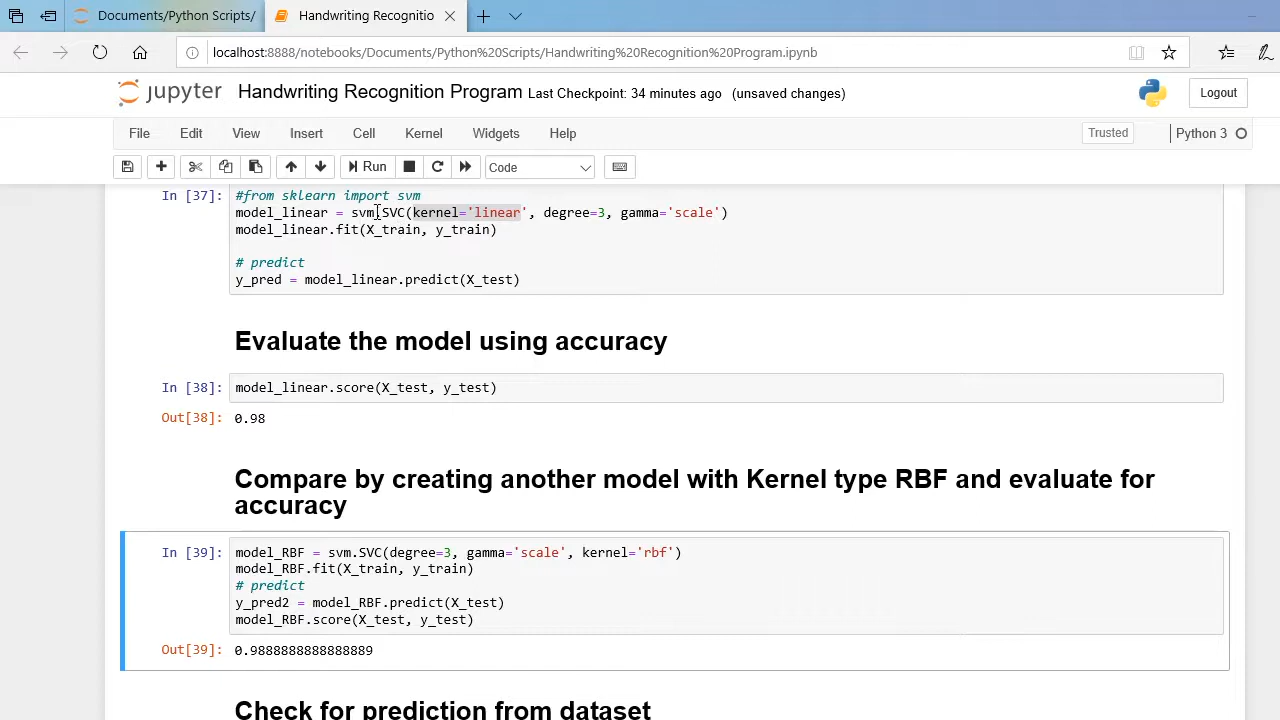 Documents/Python Scripts/
Handwriting Recognitio
localhost:8888/notebooks/Documents/Python%20Scripts/Handwriting%20Recognition%20Program.ipynb
jupyter Handwriting Recognition Program Last Checkpoint: 34 minutes ago (unsaved changes)
Logout
File Edit View Insert Cell Kernel Widgets Help
Trusted
Python 3
Run
Code
In [37]: #from sklearn import svm
model_linear = svm.SVC(kernel='linear', degree=3, gamma='scale')
model_linear.fit(X_train, y_train)
# predict
y_pred = model_linear.predict(X_test)
Evaluate the model using accuracy
In [38]: model_linear.score(X_test, y_test)
Out[38]: 0.98
Compare by creating another model with Kernel type RBF and evaluate for
accuracy
In [39]: model_RBF = svm.SVC(degree=3, gamma='scale', kernel='rbf')
model_RBF.fit(X_train, y_train)
# predict
y_pred2 = model_RBF.predict(X_test)
model_RBF.score(X_test, y_test)
Out[39]: 0.9888888888888889
Check for prediction from dataset